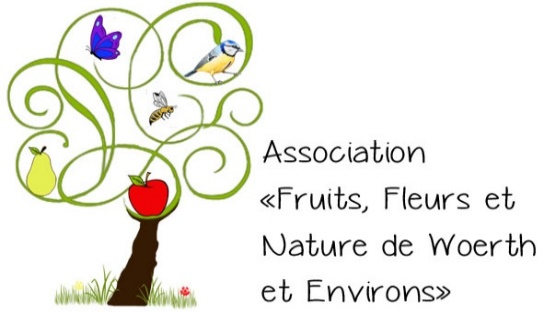 Association
«Fruits, Fleurs et
Nature de Woerth
et Environs»